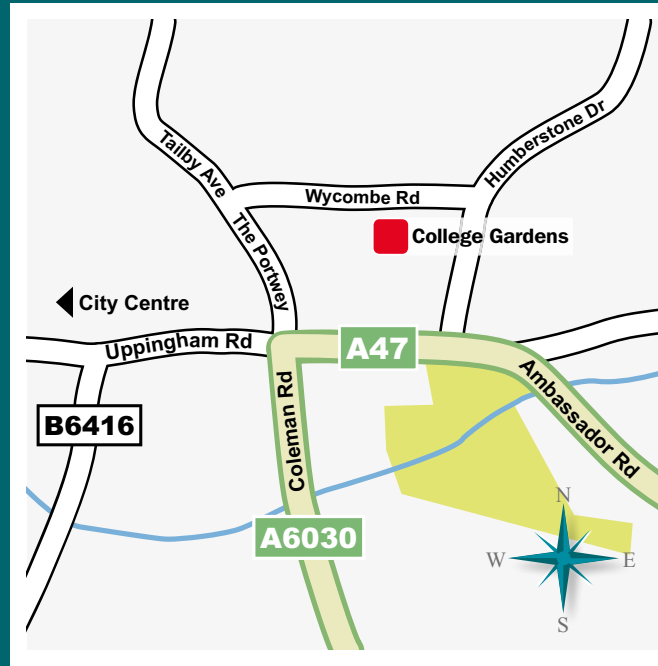 Humberstone Dr
Tailby Ave
Wycombe Rd
The Portwey
College Gardens
City Centre
Uppingham Rd
A47
Ambassador Rd
Coleman Rd
B6416
A6030
N
W
E
S